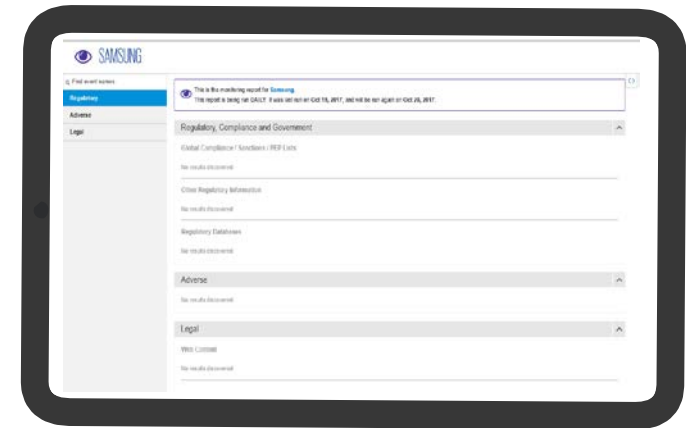 SAMSUNG
Find event names
Regulatory
Adverse
Legal
This is the monitoring report for Samsung.
This report is being run DAILY. It was last run on Oct 19, 2017, and will be run again on Oct 20, 2017.
Regulatory, Compliance and Government
Global Compliance / Sanctions / PEP Lists
No results discovered
Other Regulatory Information
No results discovered
Regulatory Databases
No results discovered
Adverse
No results discovered
Legal
Web Content
No results discovered